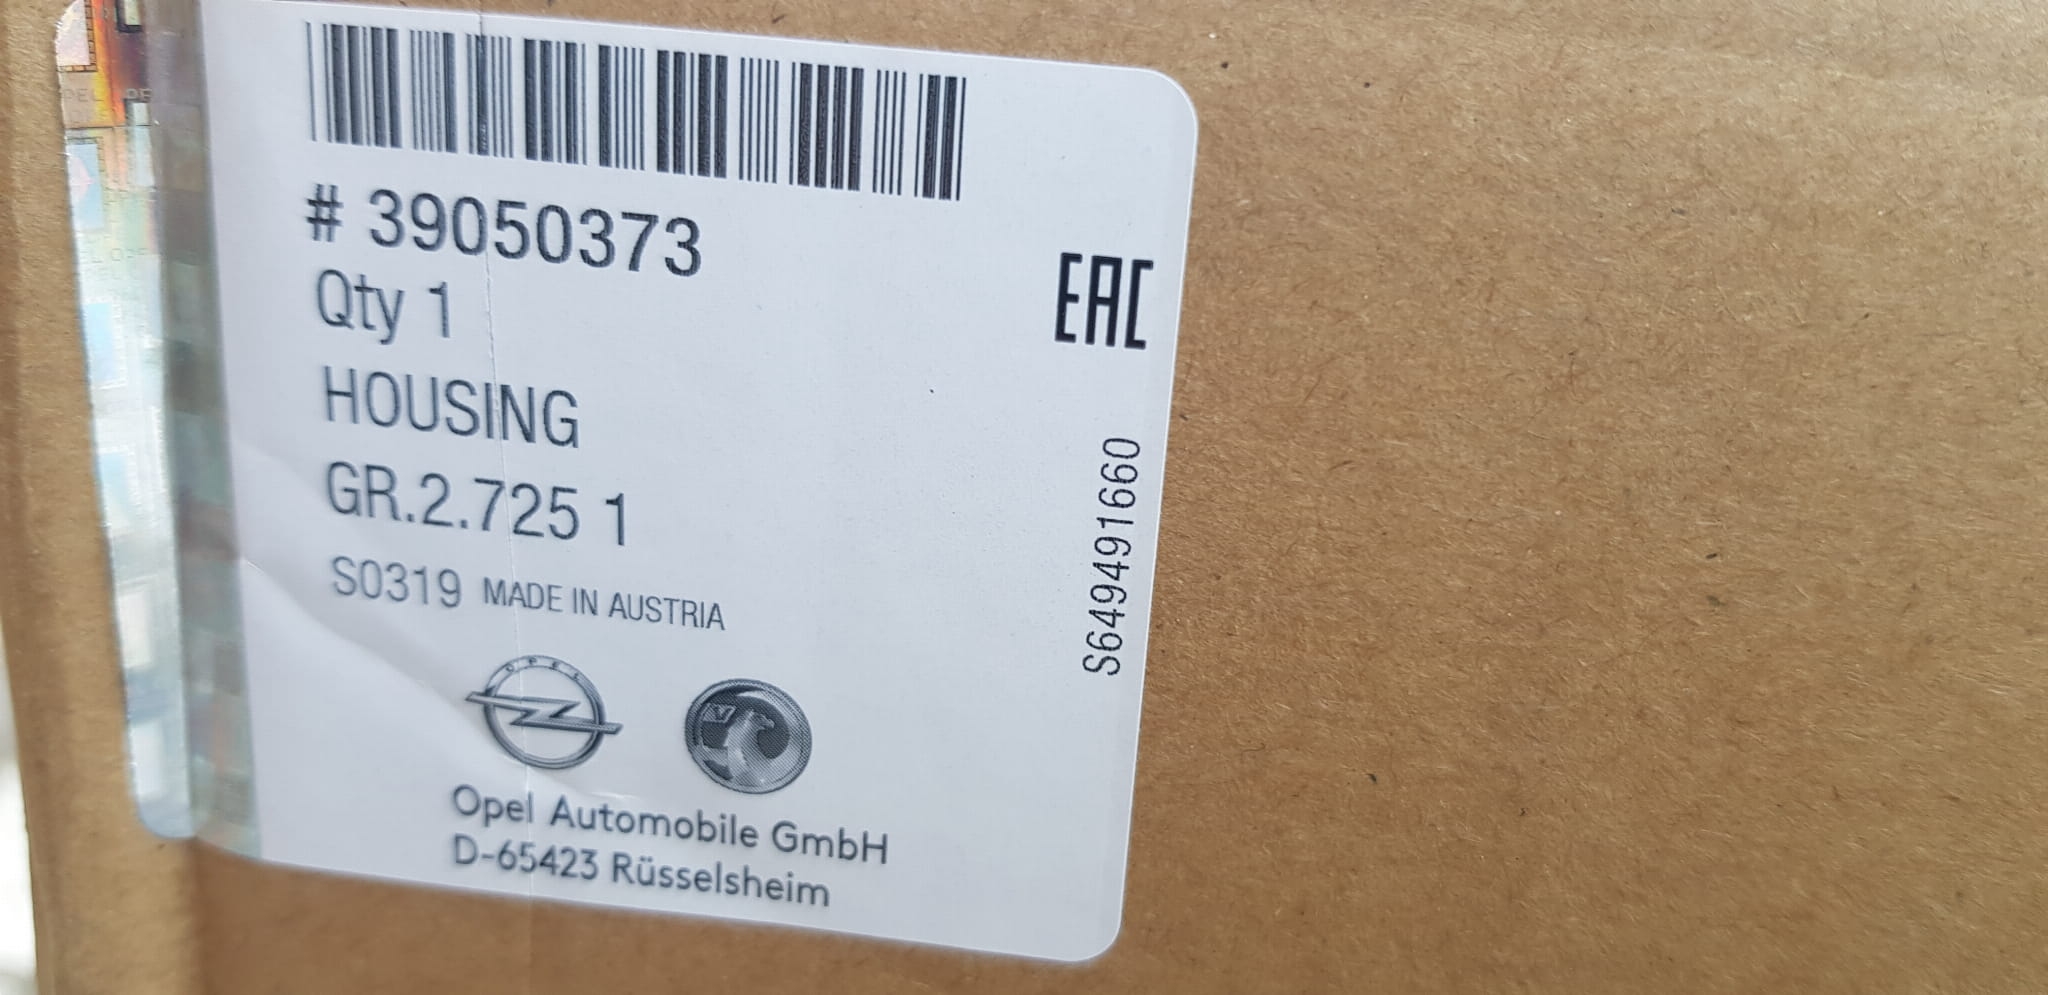 # 39050373
Qty 1
HOUSING
GR.2.725 1
S0319 MADE IN AUSTRIA
EAC
S649491660
OPEL
V
Opel Automobile GmbH
D-65423 Rüsselsheim